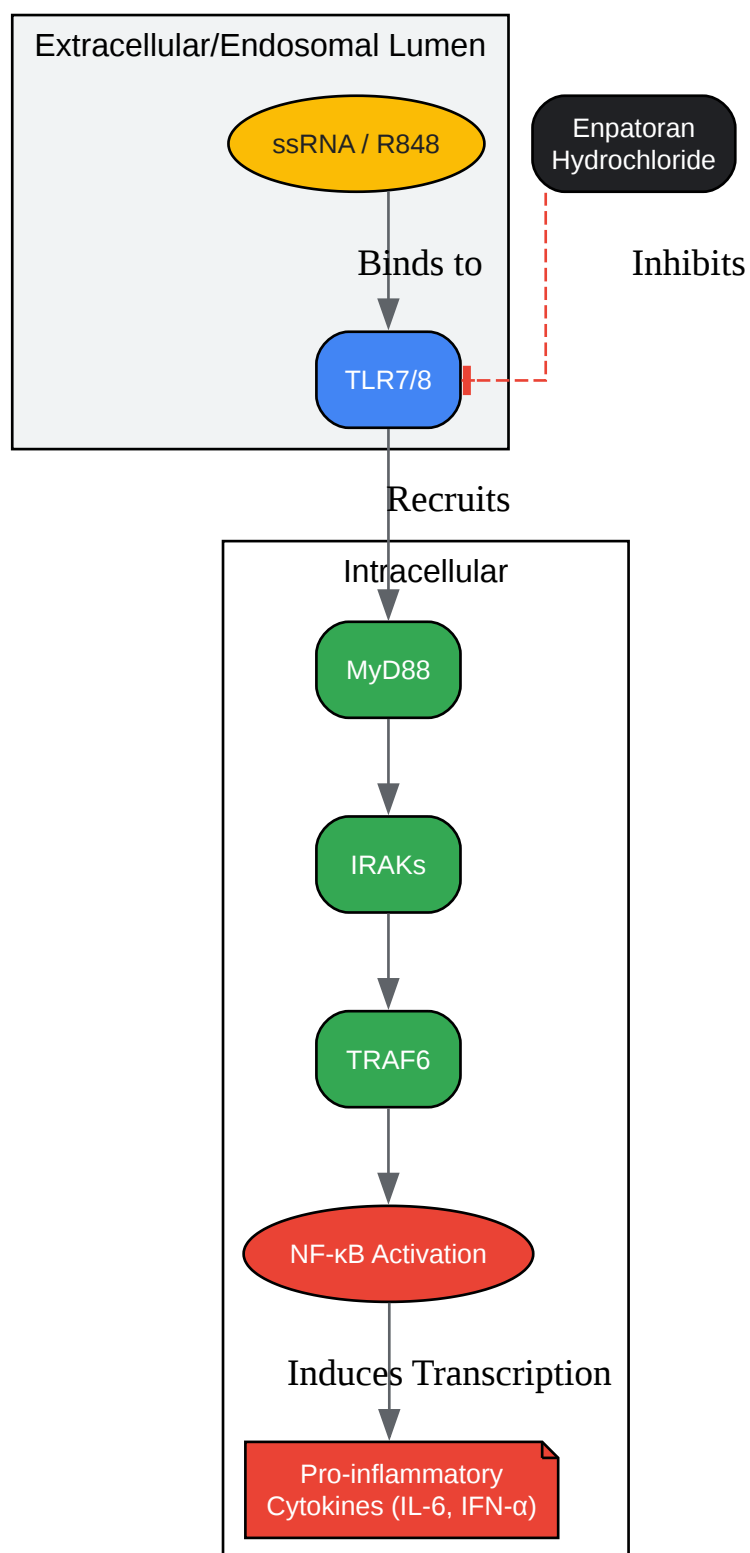 Extracellular/Endosomal Lumen
ssRNA / R848
Enpatoran
Hydrochloride
Binds to
Inhibits
TLR7/8
Recruits
Intracellular
MyD88
IRAKs
TRAF6
NF-κB Activation
Induces Transcription
Pro-inflammatory
Cytokines (IL-6, IFN-α)